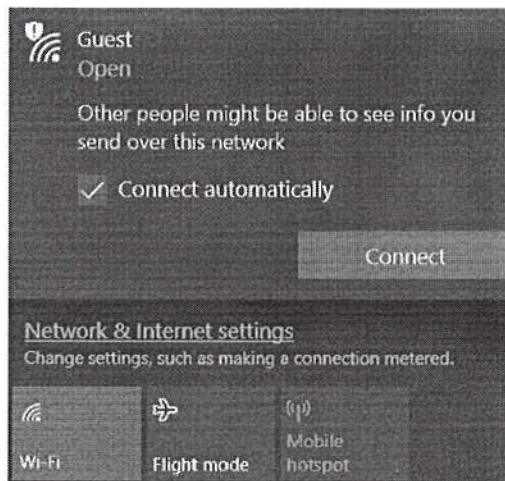 Guest
Open
Other people might be able to see info you
send over this network
Connect automatically
Connect
Network & Internet settings
Change settings, such as making a connection metered.
Wi-Fi
Flight mode
Mobile
hotspot